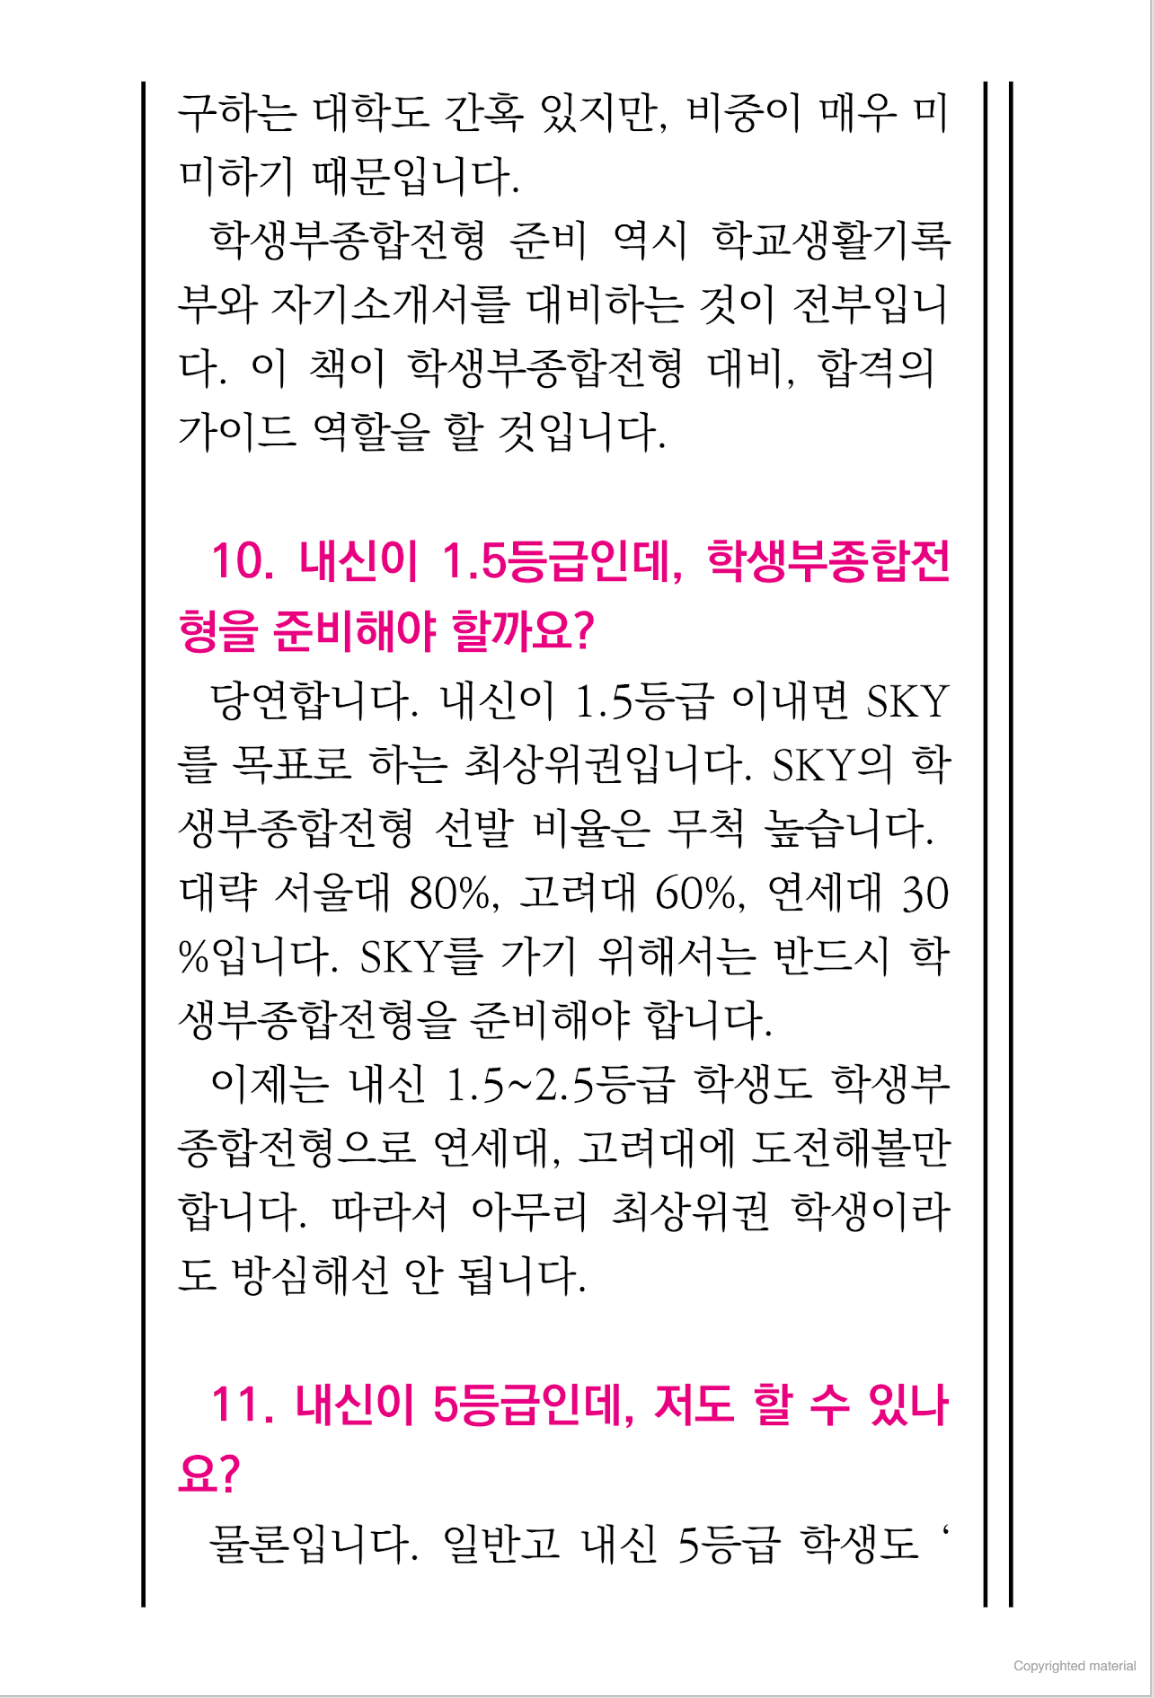 구하는 대학도 간혹 있지만, 비중이 매우 미
미하기 때문입니다.
학생부종합전형 준비 역시 학교생활기록
부와 자기소개서를 대비하는 것이 전부입니
다. 이 책이 학생부종합전형 대비, 합격의
가이드 역할을 할 것입니다.
10. 내신이 1.5등급인데, 학생부종합전
형을 준비해야 할까요?
당연합니다. 내신이 1.5등급 이내면 SKY
를 목표로 하는 최상위권입니다. SKY의 학
생부종합전형 선발 비율은 무척 높습니다.
대략 서울대 80%, 고려대 60%, 연세대 30
%입니다. SKY를 가기 위해서는 반드시 학
생부종합전형을 준비해야 합니다.
이제는 내신 1.5~2.5등급 학생도 학생부
종합전형으로 연세대, 고려대에 도전해볼만
합니다. 따라서 아무리 최상위권 학생이라
도 방심해선 안 됩니다.
11. 내신이 5등급인데, 저도 할 수 있나
요?
물론입니다. 일반고 내신 5등급 학생도 ‘
Copyrighted material